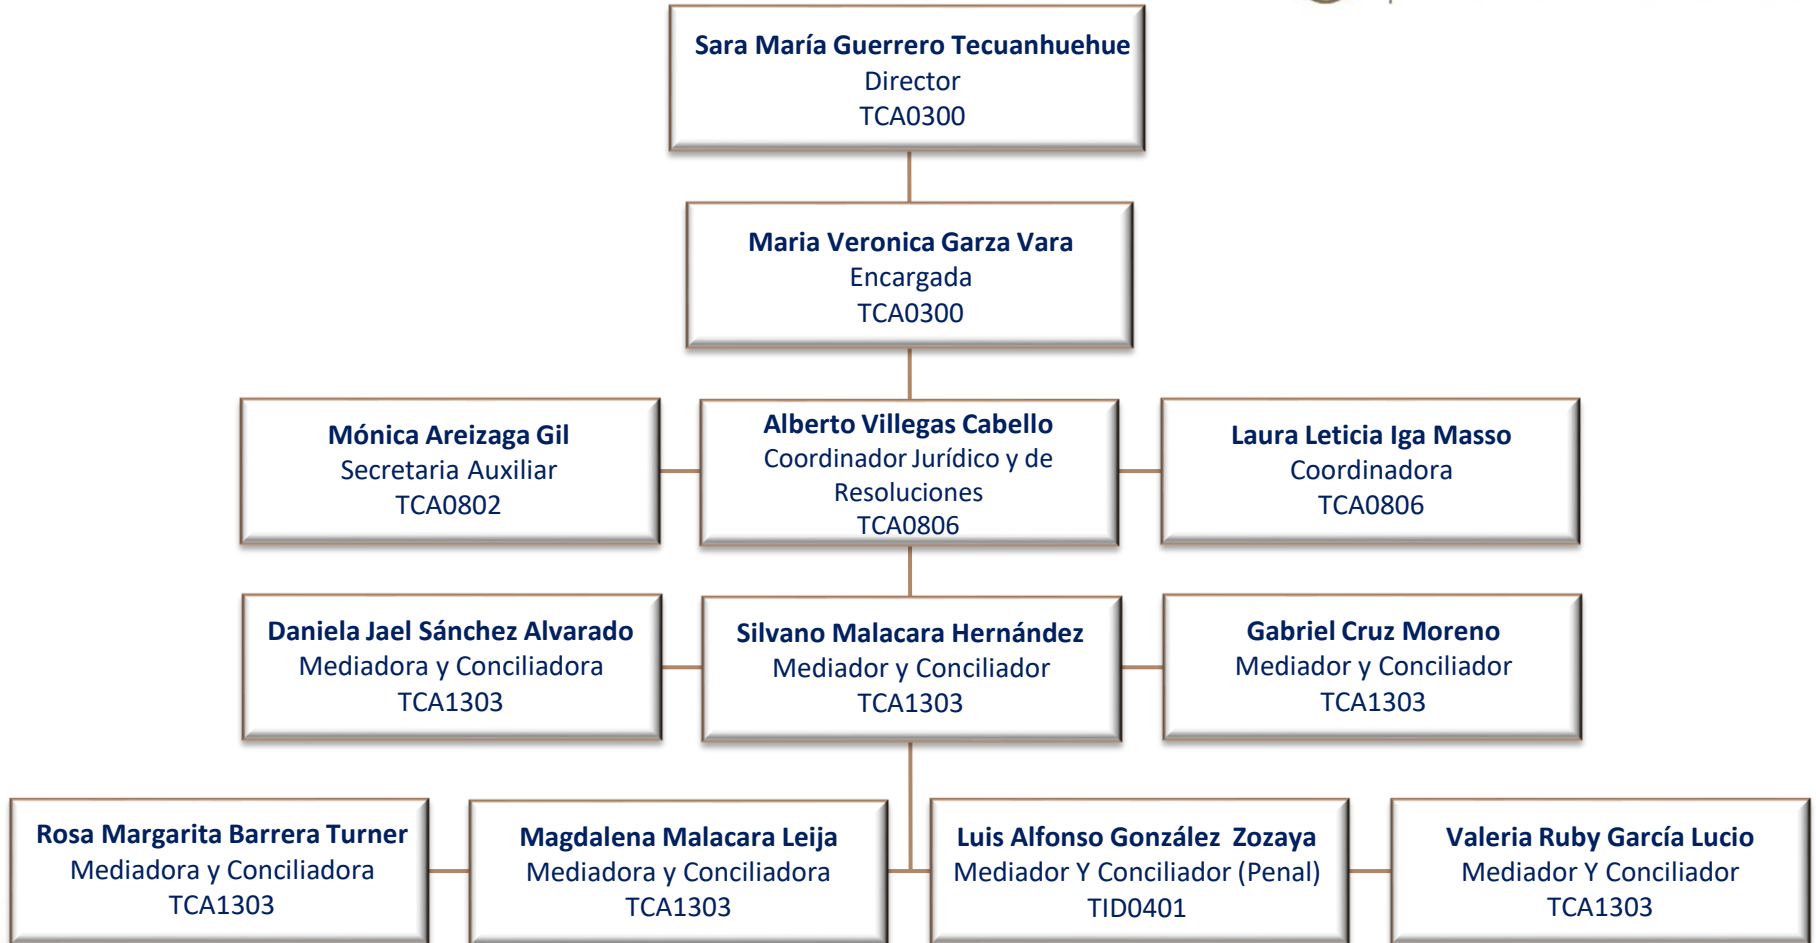 Sara María Guerrero Tecuanhuehue
Director
TCA0300
Maria Veronica Garza Vara
Encargada
TCA0300
Mónica Areizaga Gil
Secretaria Auxiliar
TCA0802
Alberto Villegas Cabello
Coordinador Jurídico y de
Resoluciones
TCA0806
Laura Leticia Iga Masso
Coordinadora
TCA0806
Daniela Jael Sánchez Alvarado
Mediadora y Conciliadora
TCA1303
Silvano Malacara Hernández
Mediador y Conciliador
TCA1303
Gabriel Cruz Moreno
Mediador y Conciliador
TCA1303
Rosa Margarita Barrera Turner
Mediadora y Conciliadora
TCA1303
Magdalena Malacara Leija
Mediadora y Conciliadora
TCA1303
Luis Alfonso González Zozaya
Mediador Y Conciliador (Penal)
TID0401
Valeria Ruby García Lucio
Mediador Y Conciliador
TCA1303